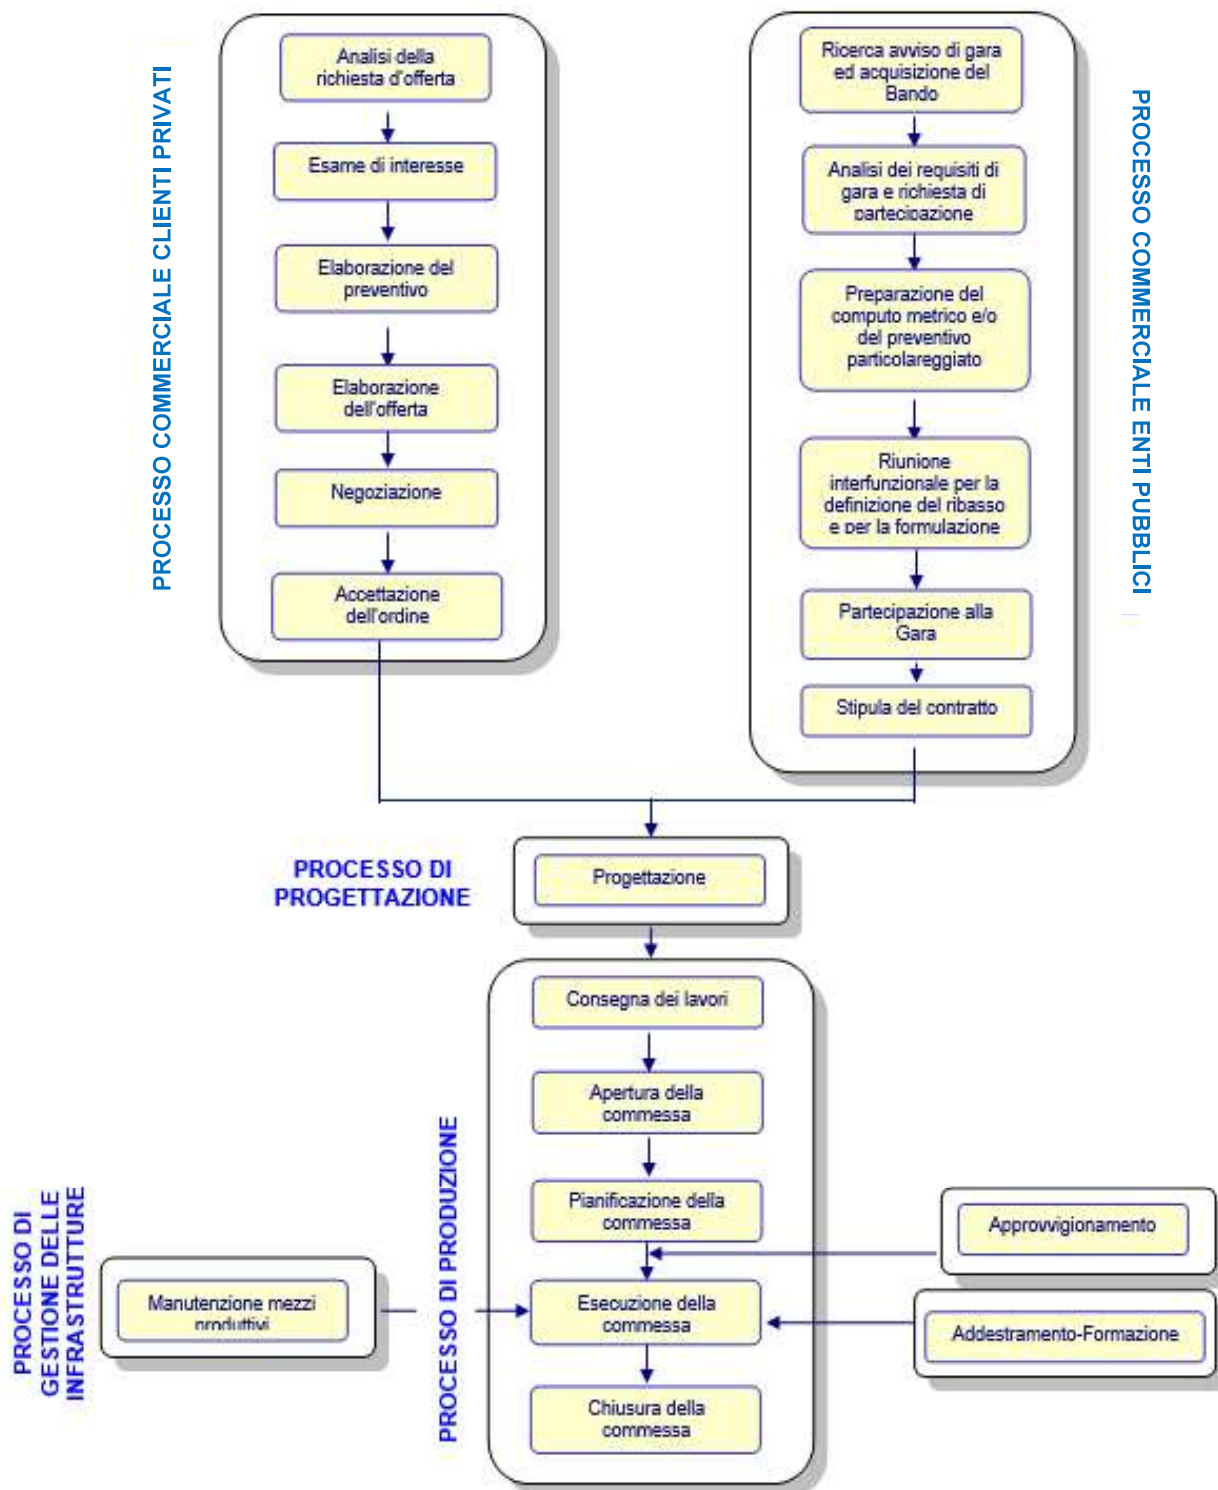 PROCESSO COMMERCIALE CLIENTI PRIVATI
Analisi della
richiesta d'offerta
Esame di interesse
Elaborazione del
preventivo
Elaborazione
dell'offerta
Negoziazione
Accettazione
dell'ordine
Ricerca avviso di gara
ed acquisizione del
Bando
Analisi dei requisiti di
gara e richiesta di
partecipazione
Preparazione del
computo metrico e/o
del preventivo
particolareggiato
Riunione
interfunzionale per la
definizione del ribasso
e per la formulazione
Partecipazione alla
Gara
Stipula del contratto
PROCESSO COMMERCIALE ENTI PUBBLICI
PROCESSO DI
PROGETTAZIONE
Progettazione
PROCESSO DI PRODUZIONE
Consegna dei lavori
Apertura della
commessa
Pianificazione della
commessa
Esecuzione della
commessa
Chiusura della
commessa
PROCESSO DI
GESTIONE DELLE
INFRASTRUTTURE
Manutenzione mezzi
produttivi
Approvvigionamento
Addestramento-Formazione